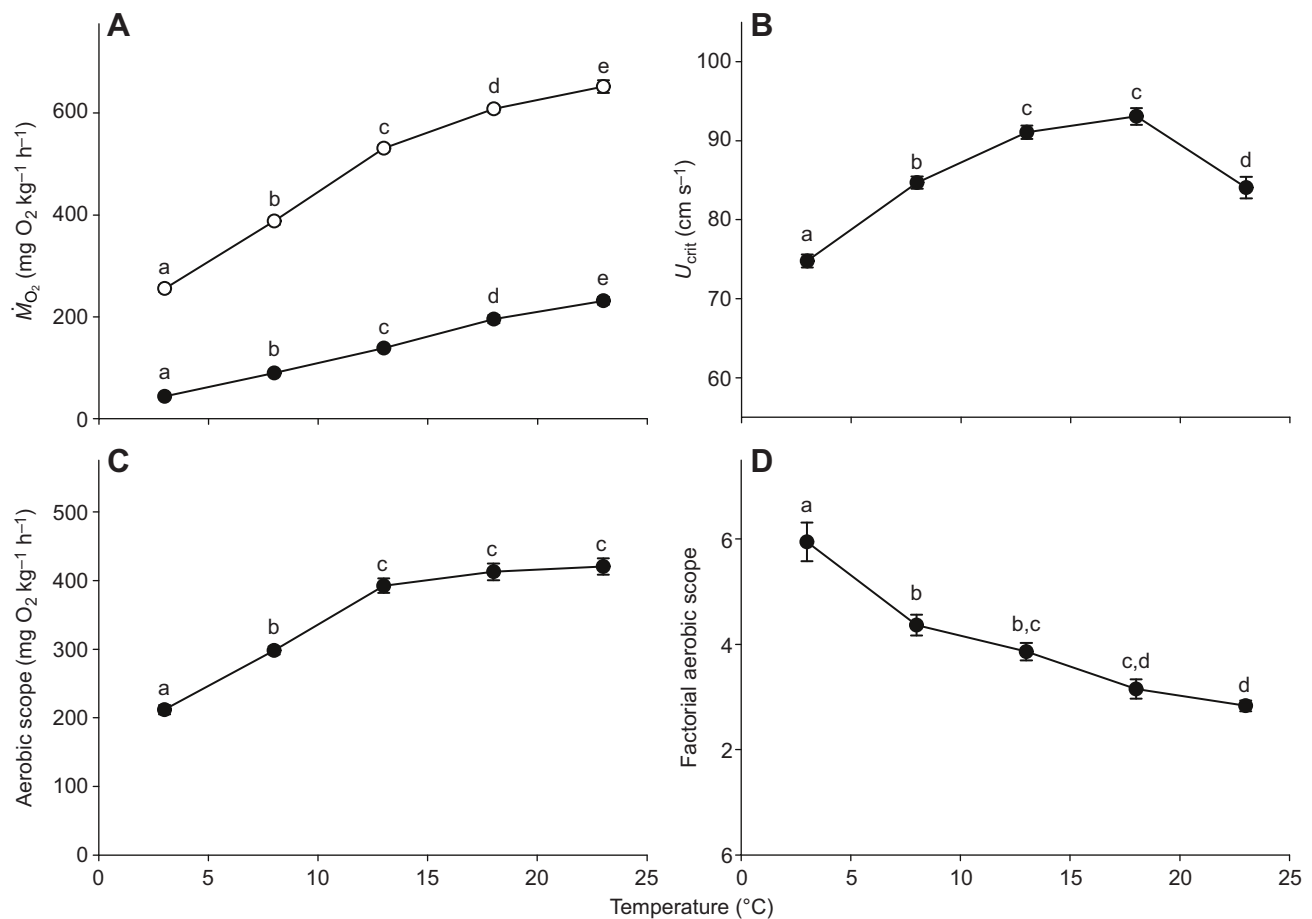 A
600
400
200
0
ṀO₂ (mg O₂ kg⁻¹ h⁻¹)
a
b
c
d
e
a
b
c
d
e
B
100
90
80
70
60
Ucrit (cm s⁻¹)
a
b
c
c
d
C
500
400
300
200
100
0
Aerobic scope (mg O₂ kg⁻¹ h⁻¹)
a
b
c
c
c
0 5 10 15 20 25
D
6
4
2
6
Factorial aerobic scope
a
b
b,c
c,d
d
0 5 10 15 20 25
Temperature (°C)